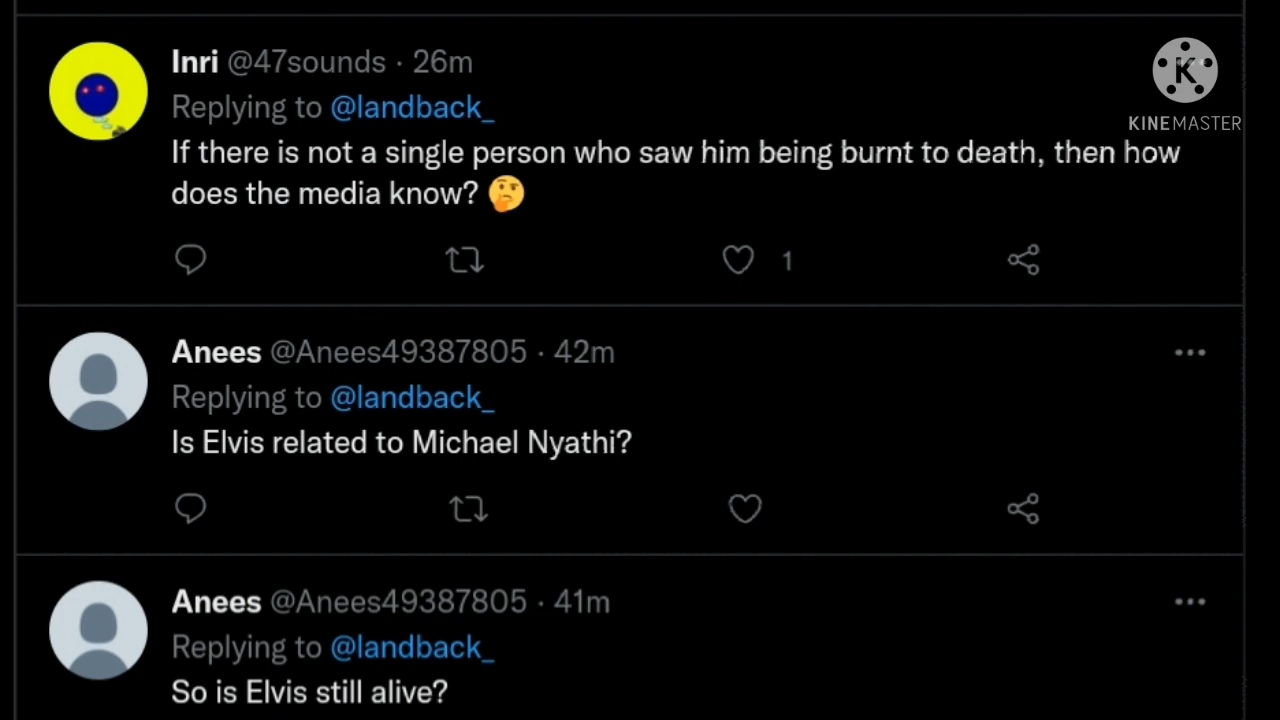 Inri @47sounds · 26m
Replying to @landback_
KINEMASTER
If there is not a single person who saw him being burnt to death, then how
does the media know? 🤔
1
Anees @Anees49387805 · 42m
Replying to @landback_
Is Elvis related to Michael Nyathi?
Anees @Anees49387805 · 41m
Replying to @landback_
So is Elvis still alive?